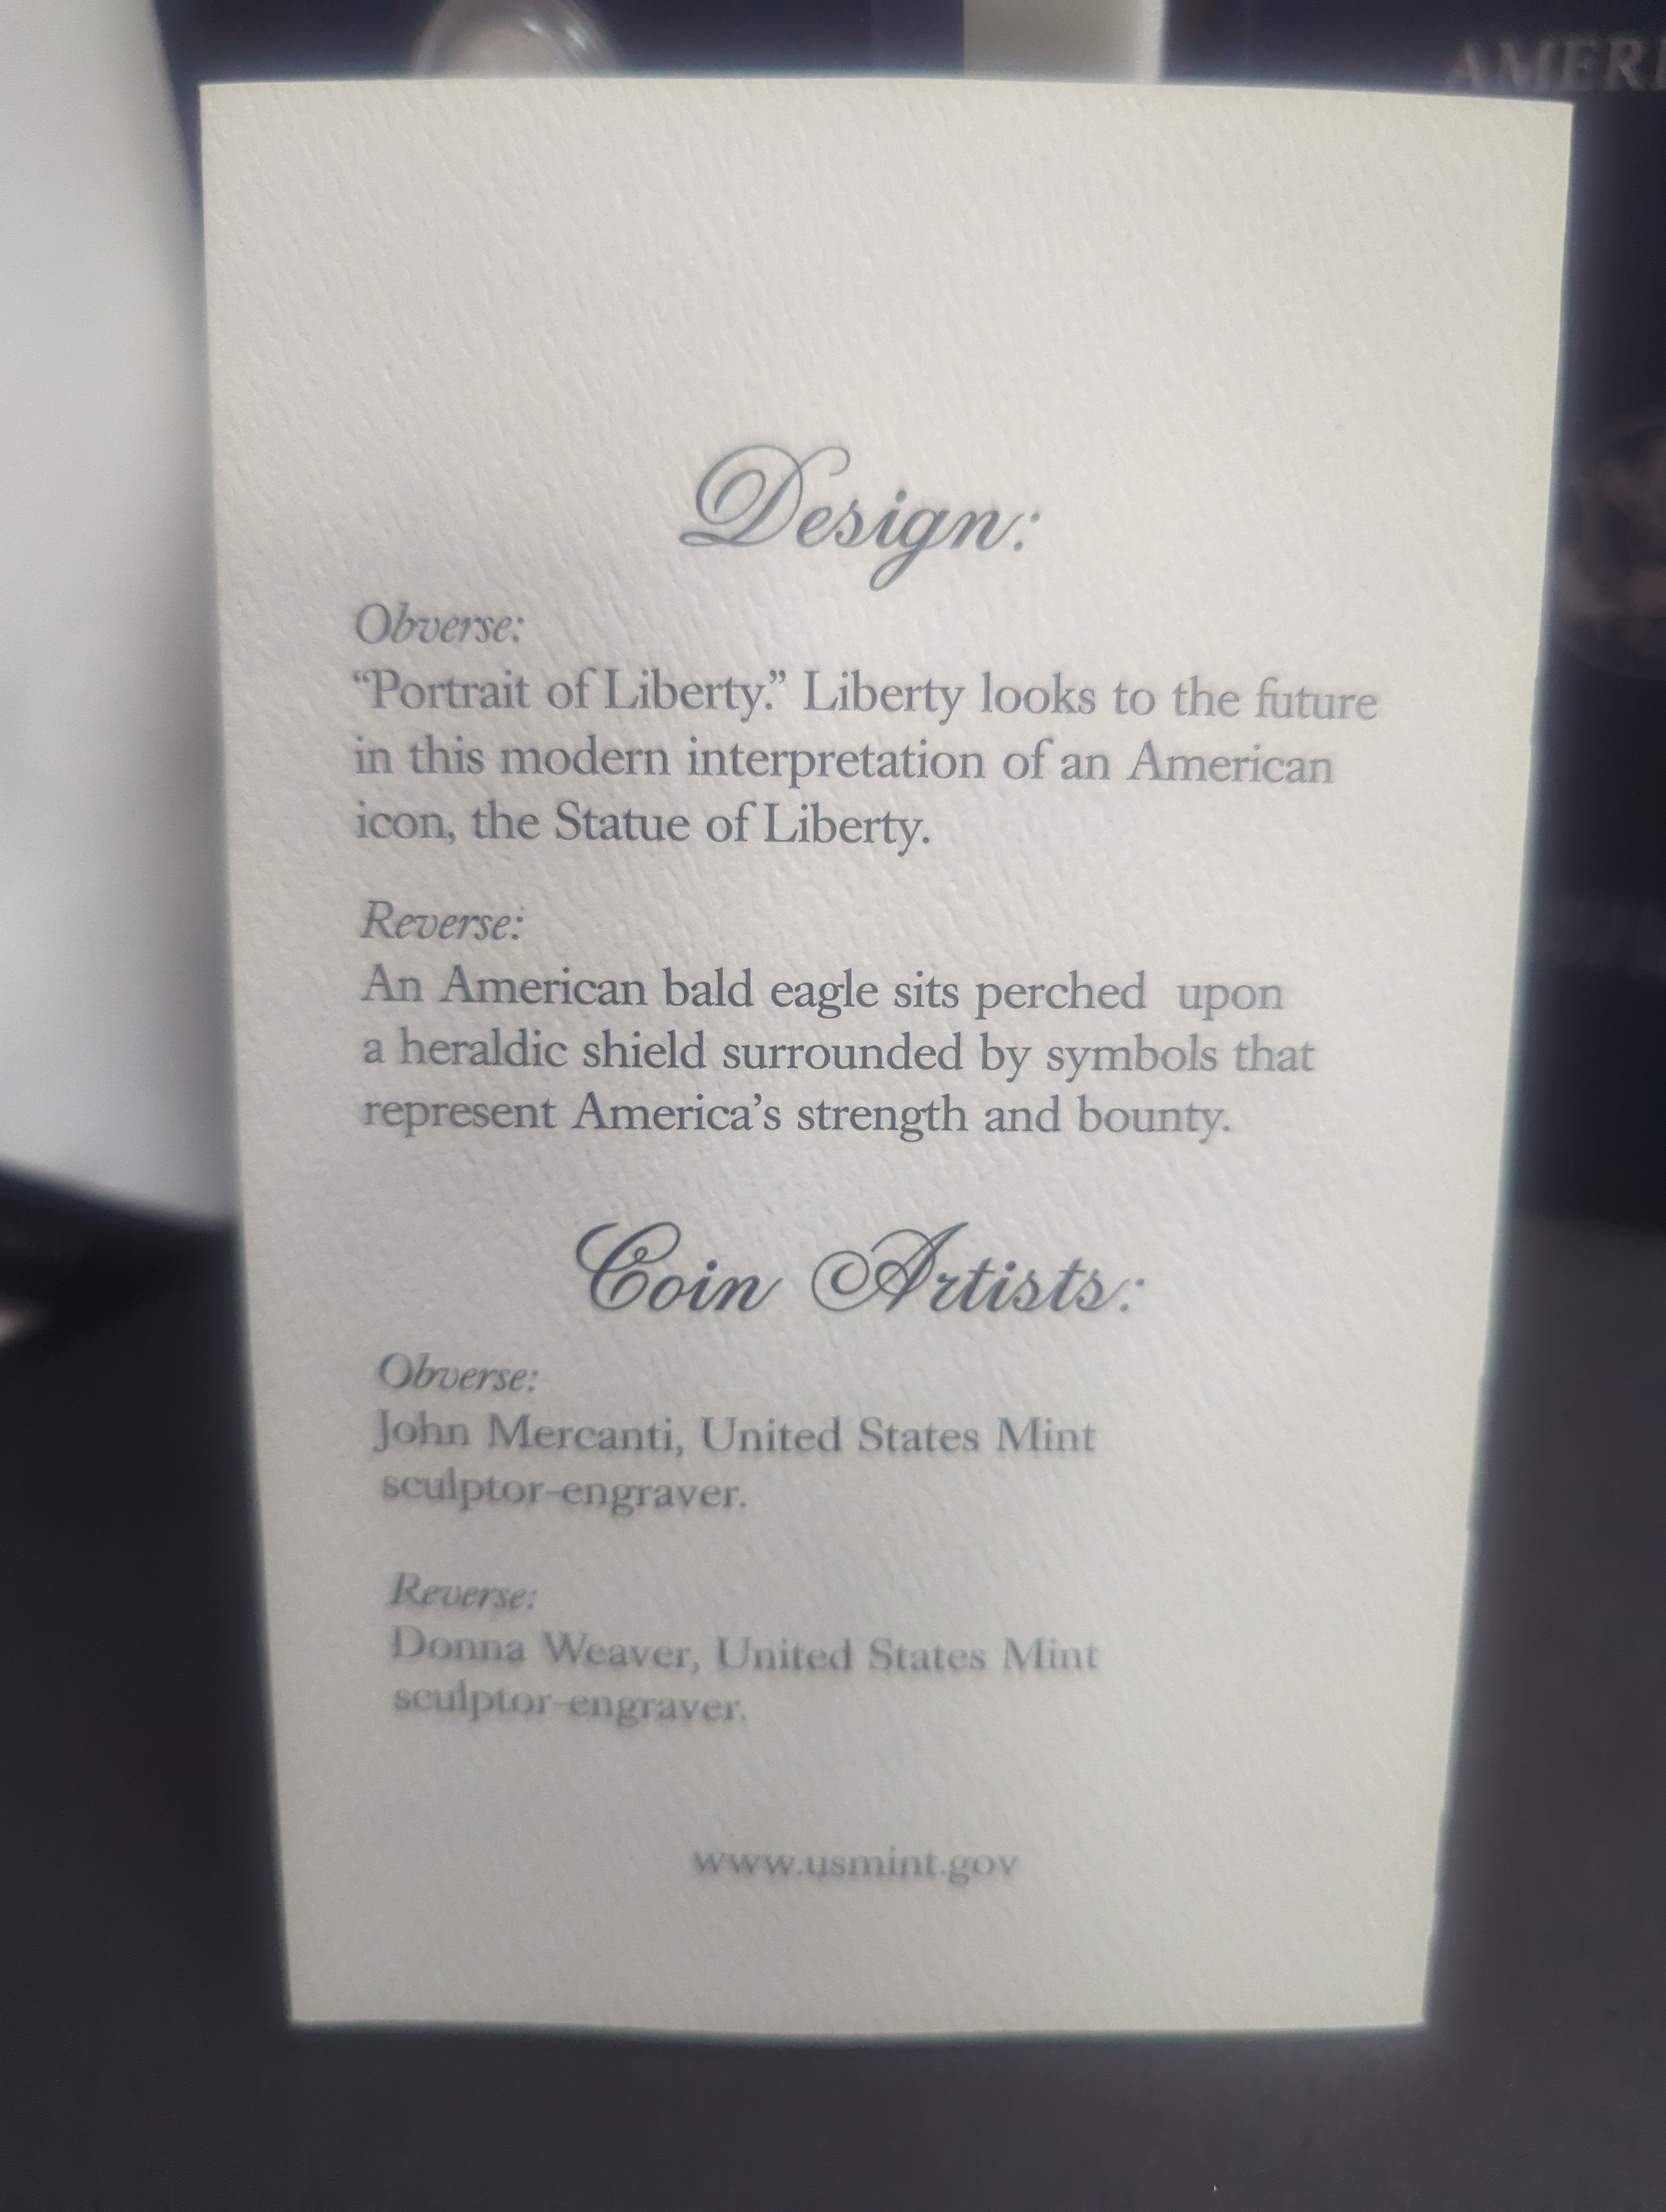 AMERI
Design:
Obverse:
“Portrait of Liberty.” Liberty looks to the future
in this modern interpretation of an American
icon, the Statue of Liberty.
Reverse:
An American bald eagle sits perched upon
a heraldic shield surrounded by symbols that
represent America’s strength and bounty.
Coin Artists:
Obverse:
John Mercanti, United States Mint
sculptor-engraver.
Reverse:
Donna Weaver, United States Mint
sculptor-engraver.
www.usmint.gov